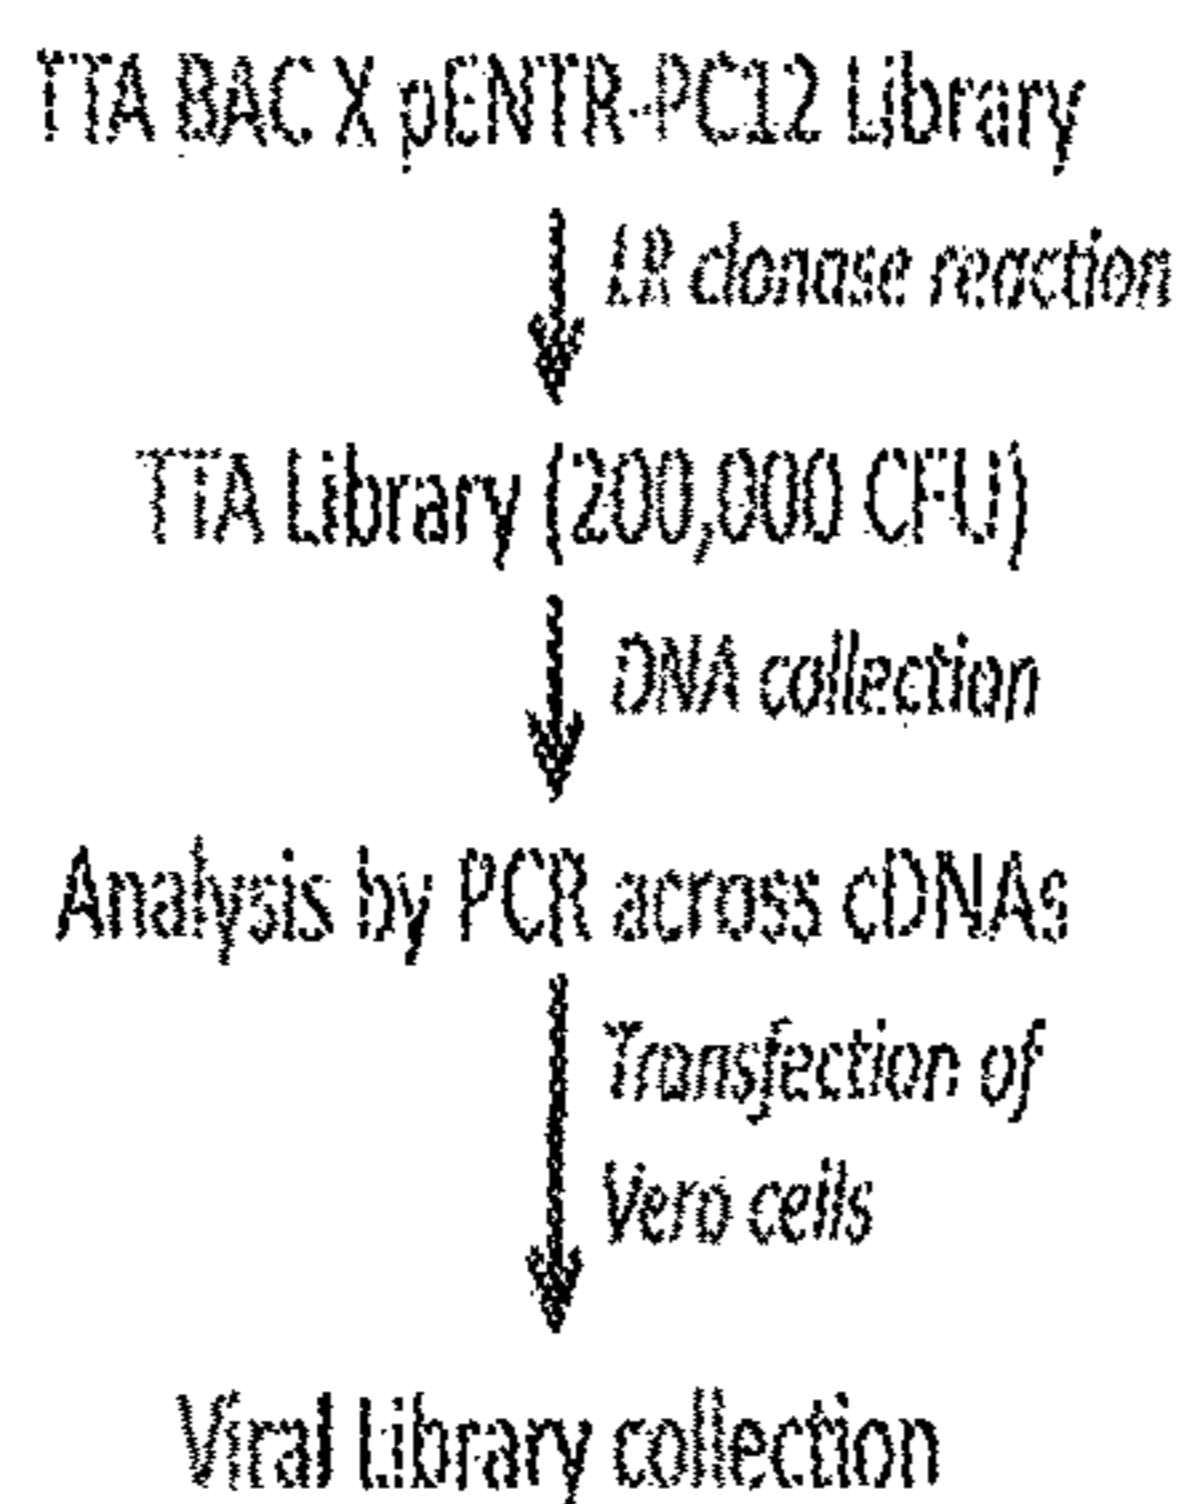 TTA BAC X pENTR-PC12 Library
LR clonase reaction
TTA Library (200,000 CFU)
DNA collection
Analysis by PCR across cDNAs
Transfection of
Vero cells
Viral Library collection